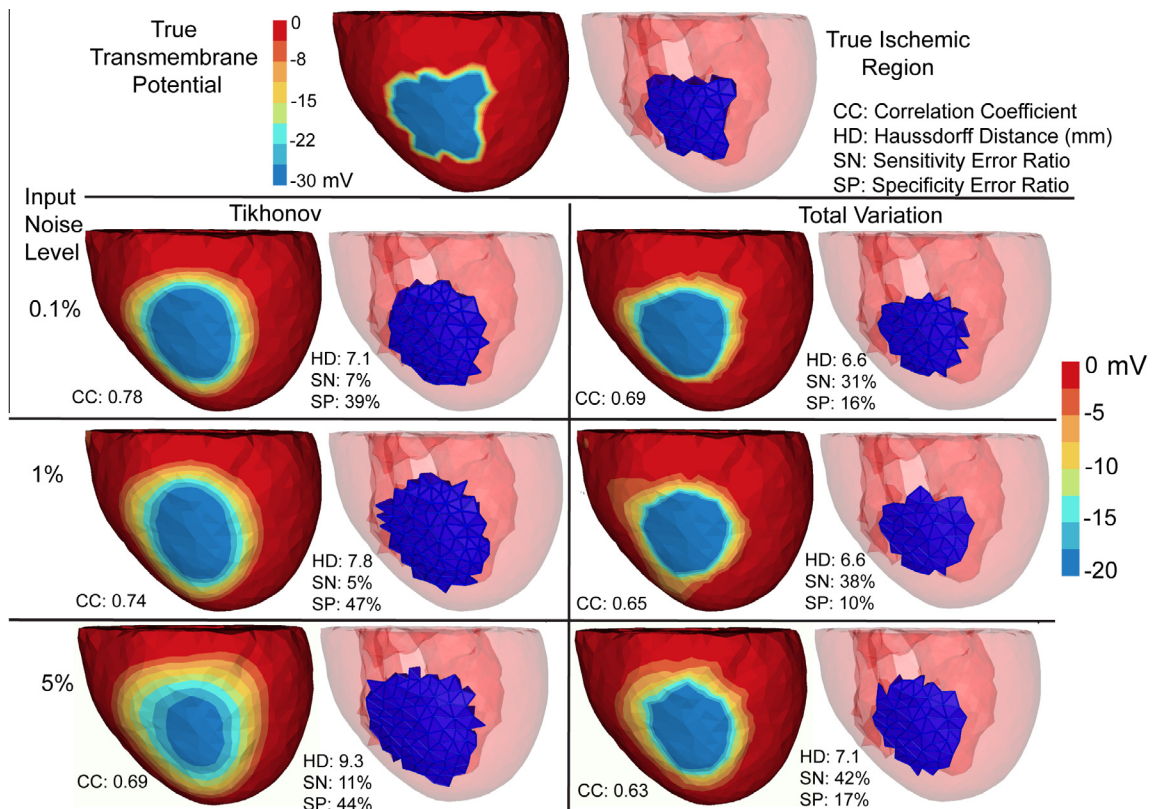 True
Transmembrane
Potential
0
-8
-15
-22
-30 mV
True Ischemic
Region
CC: Correlation Coefficient
HD: Haussdorff Distance (mm)
SN: Sensitivity Error Ratio
SP: Specificity Error Ratio
Input
Noise
Level
Tikhonov
Total Variation
0.1%
CC: 0.78
HD: 7.1
SN: 7%
SP: 39%
CC: 0.69
HD: 6.6
SN: 31%
SP: 16%
0 mV
-5
-10
-15
-20
1%
CC: 0.74
HD: 7.8
SN: 5%
SP: 47%
CC: 0.65
HD: 6.6
SN: 38%
SP: 10%
5%
CC: 0.69
HD: 9.3
SN: 11%
SP: 44%
CC: 0.63
HD: 7.1
SN: 42%
SP: 17%